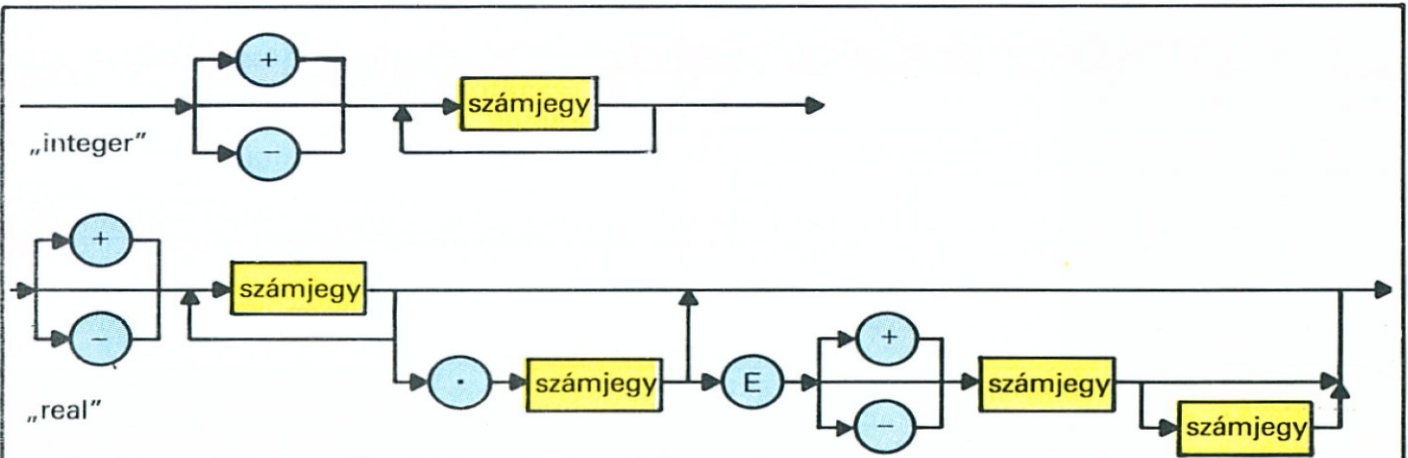 +
számjegy
„integer”
−
+
számjegy
−
· számjegy E + − számjegy
számjegy
„real”